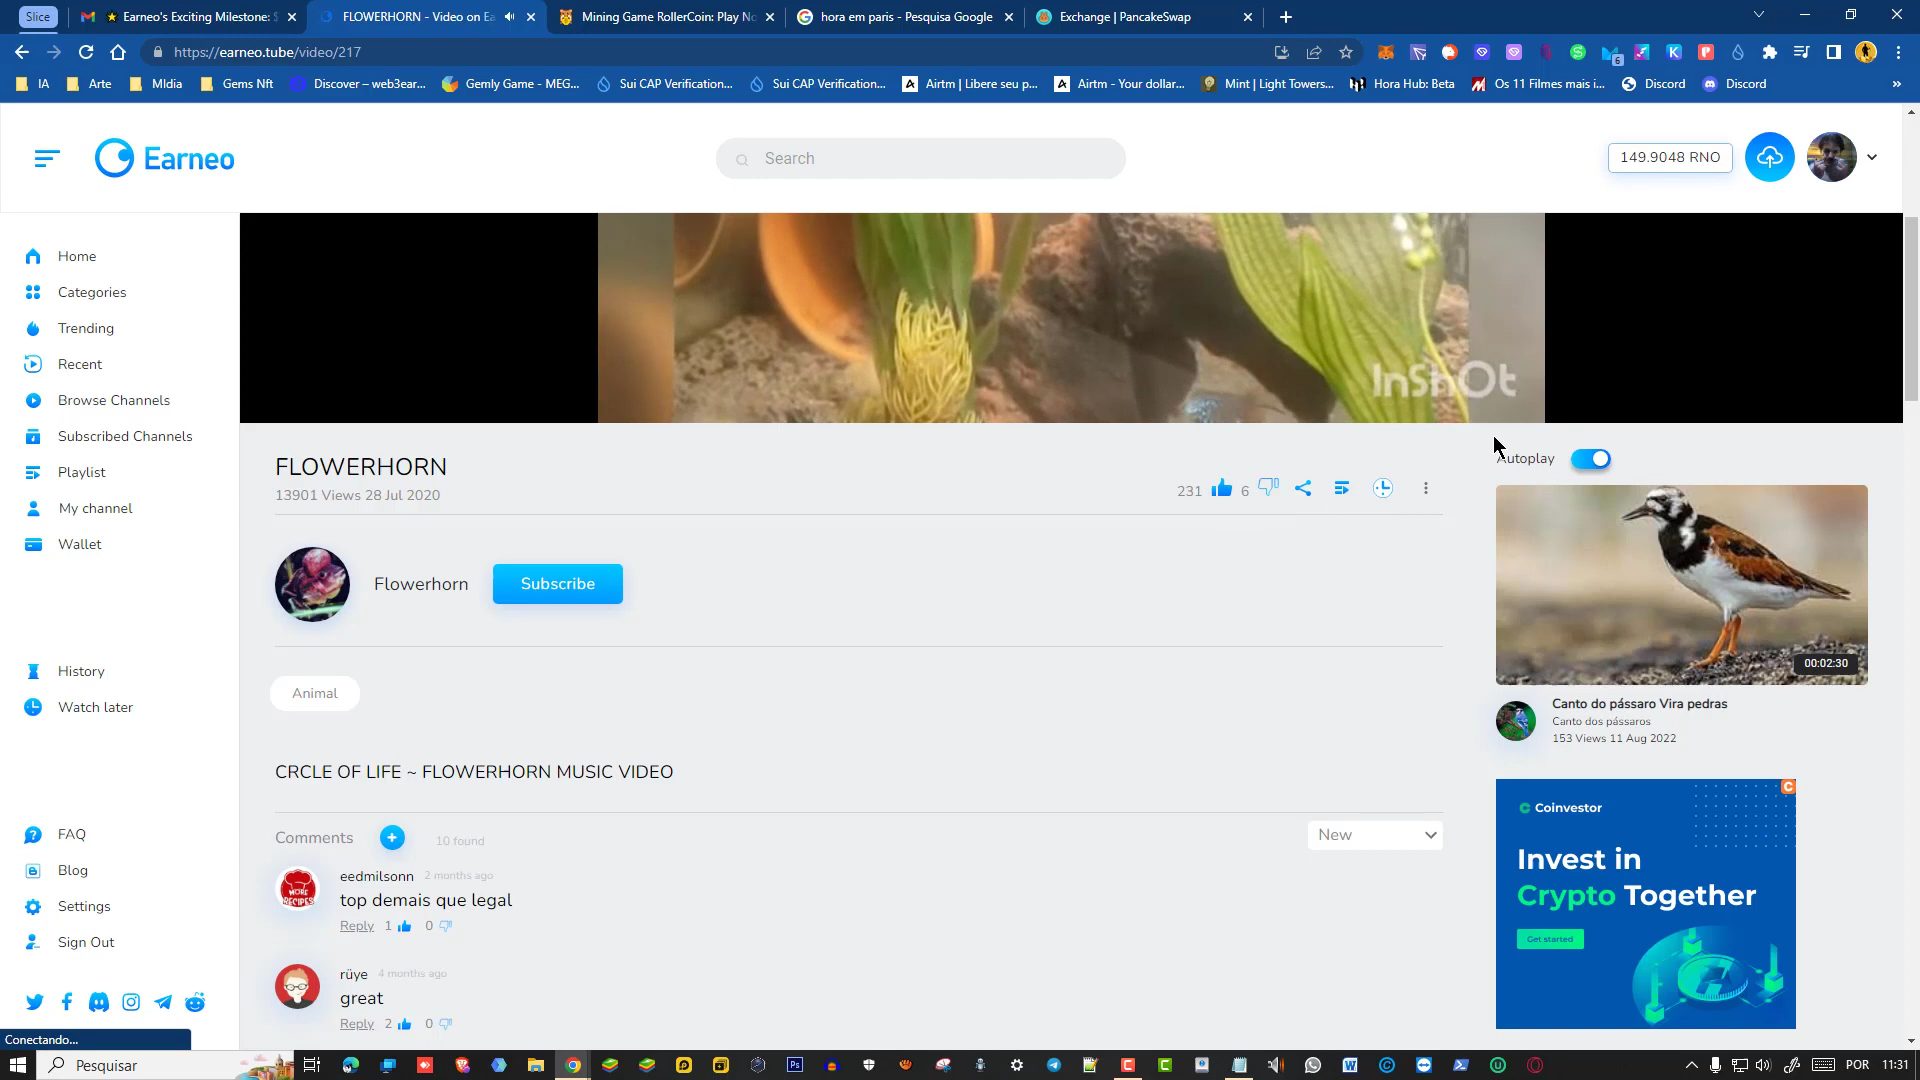 Slice
★ Earneo's Exciting Milestone:
FLOWERHORN - Video on Ea
Mining Game RollerCoin: Play No
hora em paris - Pesquisa Google
Exchange | PancakeSwap
https://earneo.tube/video/217
6
IA
Arte
MIdia
Gems Nft
Discover – web3ear...
Gemly Game - MEG...
Sui CAP Verification...
Sui CAP Verification...
Airtm | Libere seu p...
Airtm - Your dollar...
Mint | Light Towers...
Hora Hub: Beta
Os 11 Filmes mais i...
Discord
Discord
»
Earneo
Search
149.9048 RNO
Home
Categories
Trending
Recent
Browse Channels
Subscribed Channels
Playlist
My channel
Wallet
History
Watch later
FAQ
Blog
Settings
Sign Out
Conectando...
InShOt
FLOWERHORN
13901 Views 28 Jul 2020
231
6
Flowerhorn
Subscribe
Animal
CRCLE OF LIFE ~ FLOWERHORN MUSIC VIDEO
Comments
10 found
New
eedmilsonn 2 months ago
top demais que legal
Reply 1 0
rüye 4 months ago
great
Reply 2 0
Autoplay
00:02:30
Canto do pássaro Vira pedras
Canto dos pássaros
153 Views 11 Aug 2022
Coinvestor
Invest in
Crypto Together
Get started
Pesquisar
POR
11:31